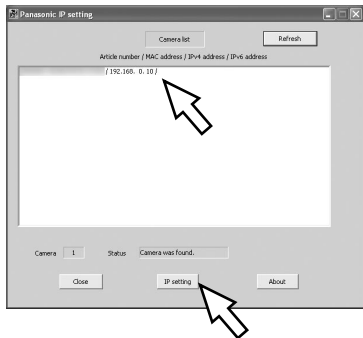 Panasonic IP setting
Camera list
Refresh
Article number / MAC address / IPv4 address / IPv6 address
/ 192.168. 0. 10 /
Camera 1 Status Camera was found.
Close IP setting About